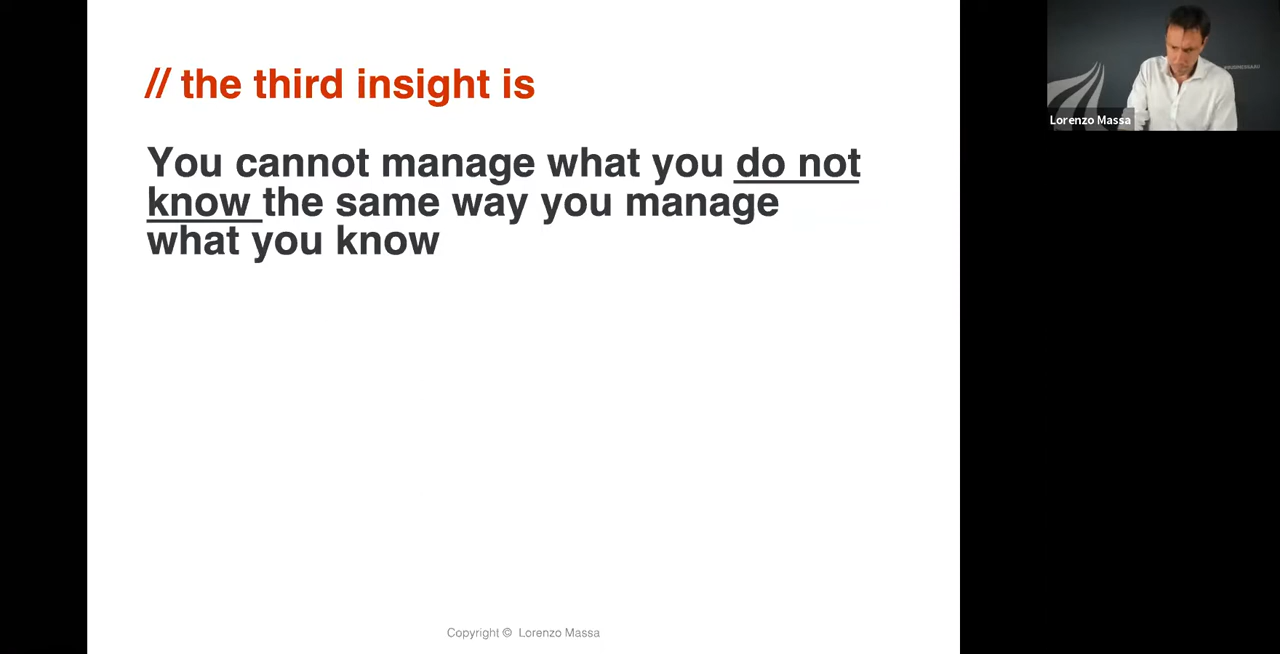 // the third insight is
You cannot manage what you do not
know the same way you manage
what you know
Copyright © Lorenzo Massa
Lorenzo Massa